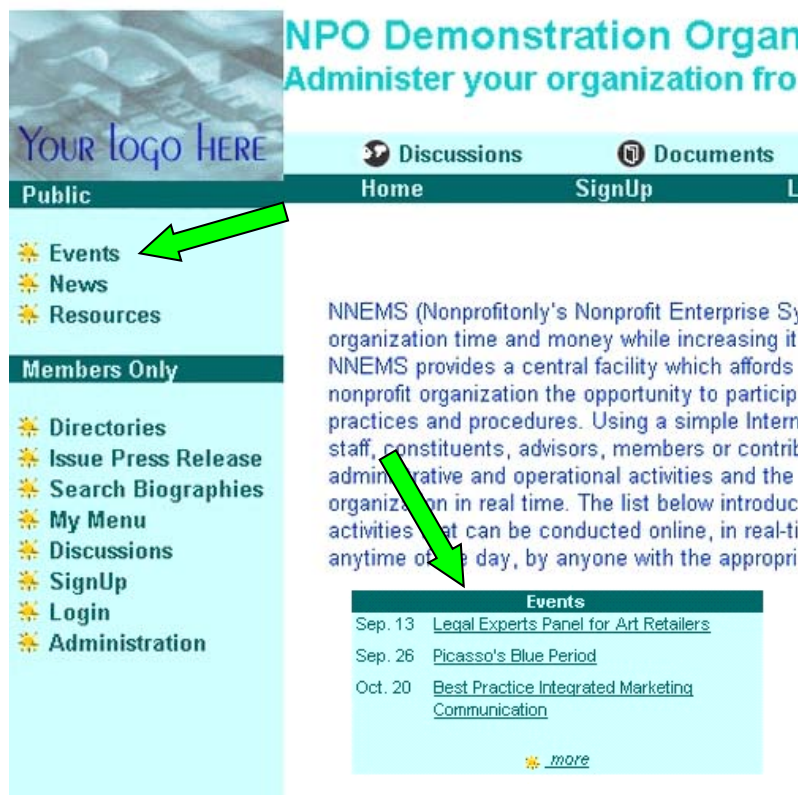 NPO Demonstration Organ
Administer your organization fro
Your logo Here
Discussions Documents
Public
Home SignUp L
Events
News
Resources
Members Only
Directories
Issue Press Release
Search Biographies
My Menu
Discussions
SignUp
Login
Administration
NNEMS (Nonprofitonly's Nonprofit Enterprise Sy
organization time and money while increasing it
NNEMS provides a central facility which affords
nonprofit organization the opportunity to particip
practices and procedures. Using a simple Intern
staff, constituents, advisors, members or contrib
administrative and operational activities and the
organization in real time. The list below introduc
activities that can be conducted online, in real-ti
anytime of the day, by anyone with the appropri
Events
Sep. 13 Legal Experts Panel for Art Retailers
Sep. 26 Picasso's Blue Period
Oct. 20 Best Practice Integrated Marketing
Communication
more